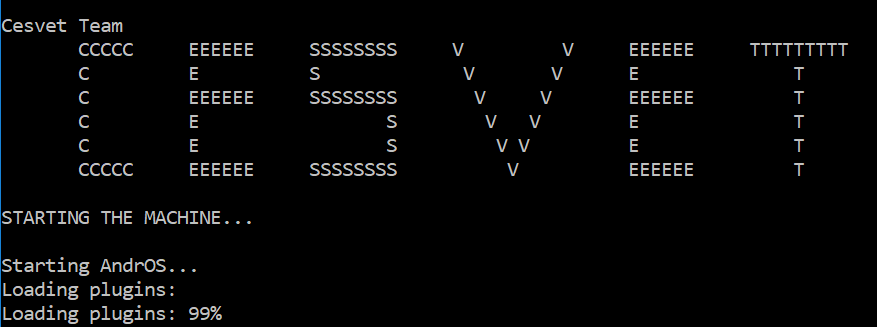 Cesvet Team
       CCCCC     EEEEEE     SSSSSSSS     V         V     EEEEEE     TTTTTTTTT
       C         E          S             V       V      E              T
       C         EEEEEE     SSSSSSSS       V     V       EEEEEE         T
       C         E                 S        V   V        E              T
       C         E                 S         V V         E              T
       CCCCC     EEEEEE     SSSSSSSS          V          EEEEEE         T
STARTING THE MACHINE...
Starting AndrOS...
Loading plugins:
Loading plugins: 99%